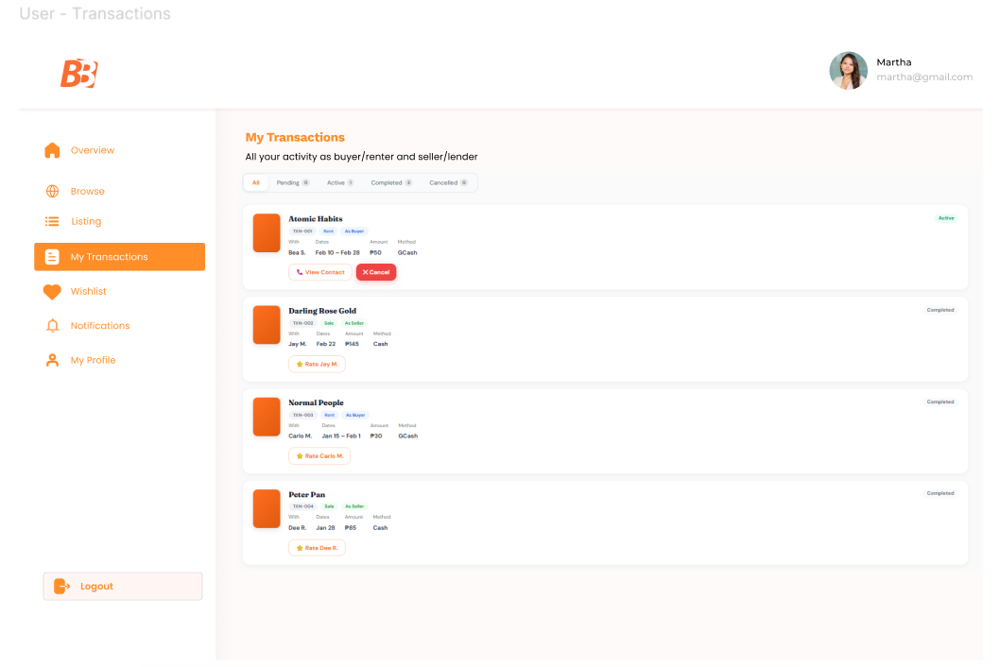 User - Transactions
BB
Martha
martha@gmail.com
Overview
Browse
Listing
My Transactions
Wishlist
Notifications
My Profile
Logout
My Transactions
All your activity as buyer/renter and seller/lender
All Pending 0 Active 1 Completed 3 Cancelled 0
Atomic Habits
Active
TXN-001 Rent As Buyer
With Dates Amount Method
Bea S. Feb 10 – Feb 28 ₱50 GCash
View Contact Cancel
Darling Rose Gold
Completed
TXN-002 Sale As Seller
With Dates Amount Method
Jay M. Feb 22 ₱145 Cash
Rate Jay M.
Normal People
Completed
TXN-003 Rent As Buyer
With Dates Amount Method
Carlo M. Jan 15 – Feb 1 ₱30 GCash
Rate Carlo M.
Peter Pan
Completed
TXN-004 Sale As Seller
With Dates Amount Method
Dee R. Jan 28 ₱85 Cash
Rate Dee R.